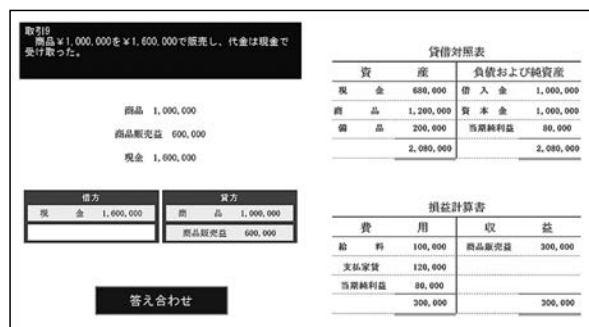 取引9
商品¥1,000,000を¥1,600,000で販売し、代金は現金で
受け取った。
商品 1,000,000
商品販売益 600,000
現金 1,600,000
借方 貸方
現 金 1,600,000 商 品 1,000,000
商品販売益 600,000
答え合わせ
貸借対照表
資 産 負債および純資産
現 金 680,000 借 入 金 1,000,000
商 品 1,200,000 資 本 金 1,000,000
備 品 200,000 当期純利益 80,000
2,080,000 2,080,000
損益計算書
費 用 収 益
給 料 100,000 商品販売益 300,000
支払家賃 120,000
当期純利益 80,000
300,000 300,000